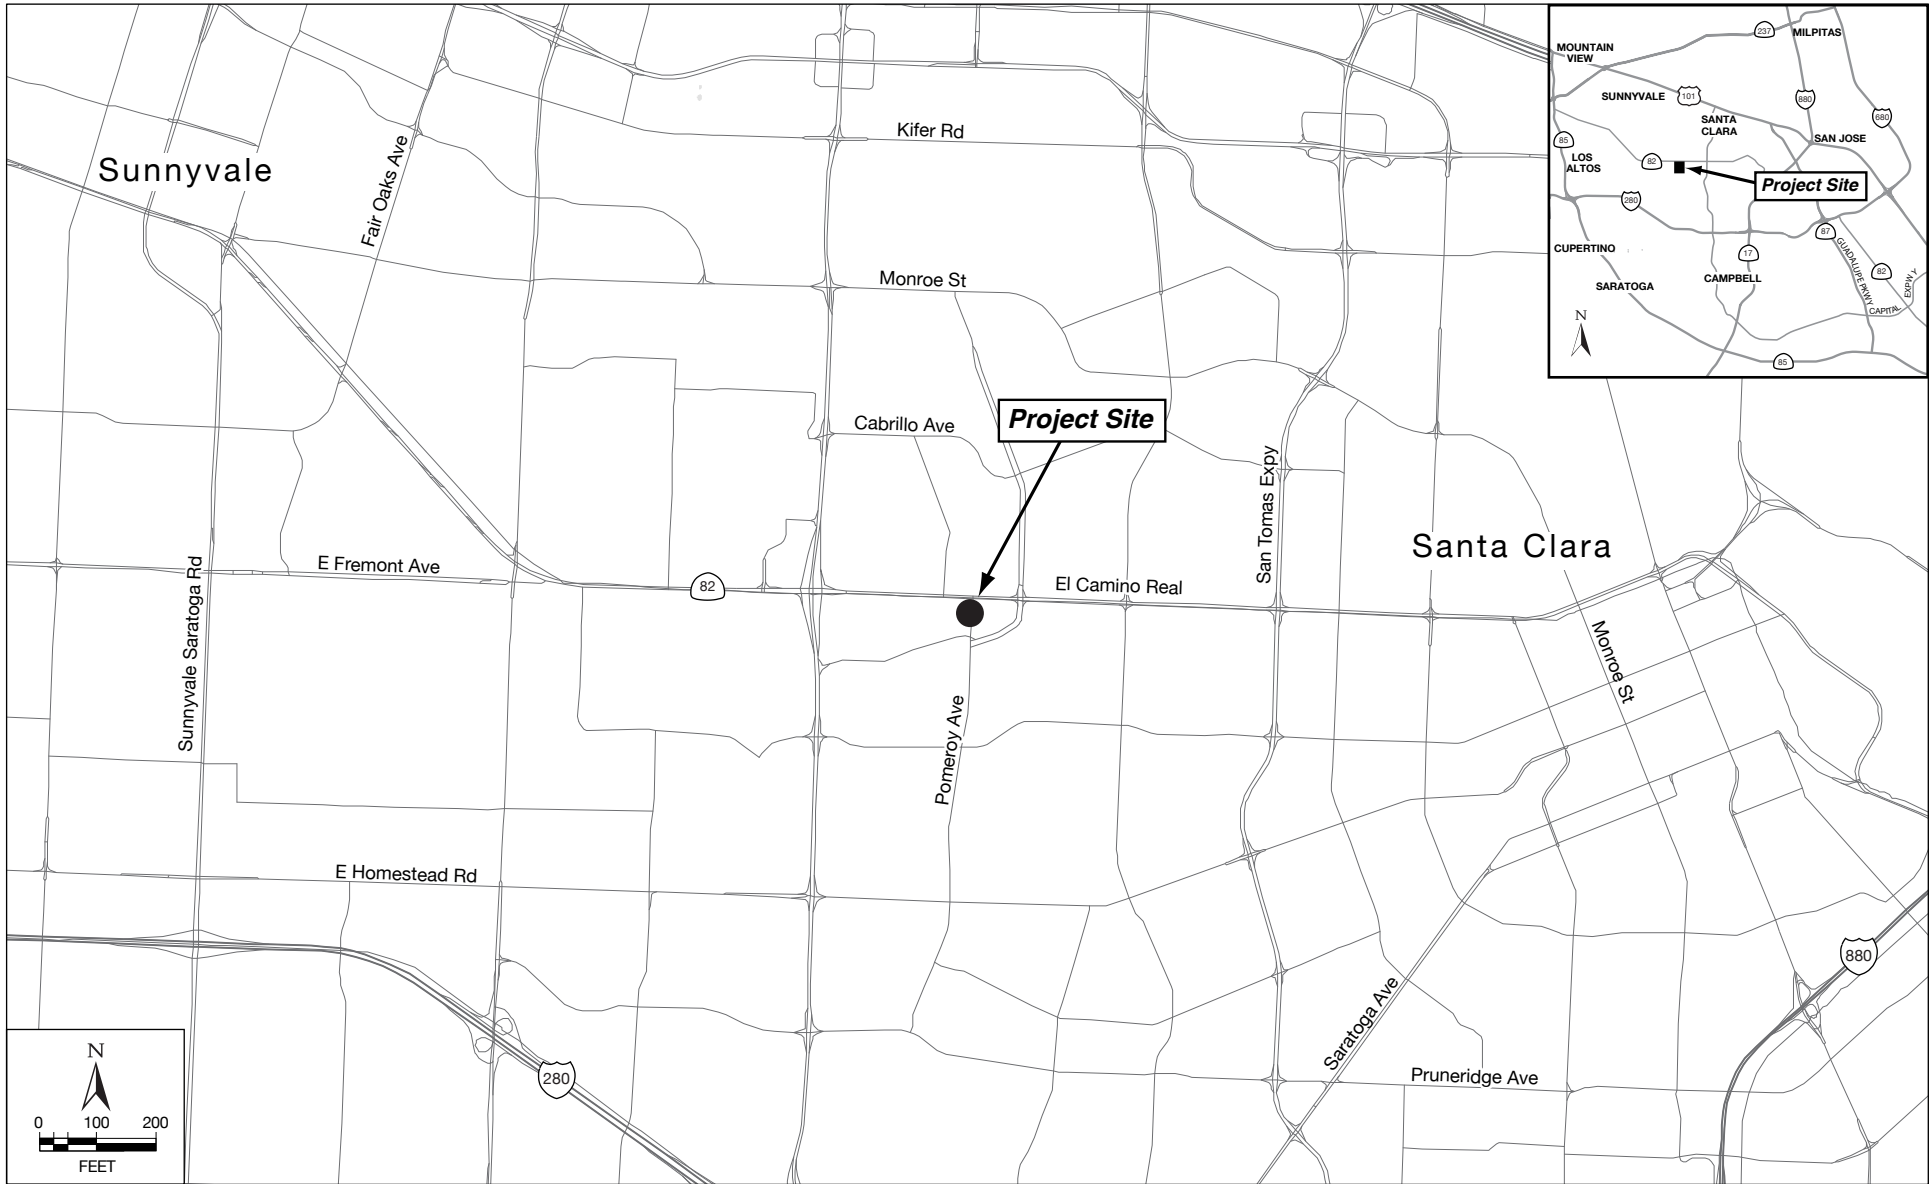 237
MILPITAS
MOUNTAIN
VIEW
SUNNYVALE
101
880
680
SANTA
CLARA
SAN JOSE
85
LOS
ALTOS
82
Project Site
280
87
CUPERTINO
17
GUADALUPE PKWY
82
EXPWY
CAPITAL
SARATOGA
CAMPBELL
N
85
Kifer Rd
Sunnyvale
Fair Oaks Ave
Monroe St
Cabrillo Ave
Project Site
San Tomas Expy
Santa Clara
E Fremont Ave
82
El Camino Real
Sunnyvale Saratoga Rd
Monroe St
Pomeroy Ave
E Homestead Rd
880
Saratoga Ave
280
Pruneridge Ave
N
0 100 200
FEET